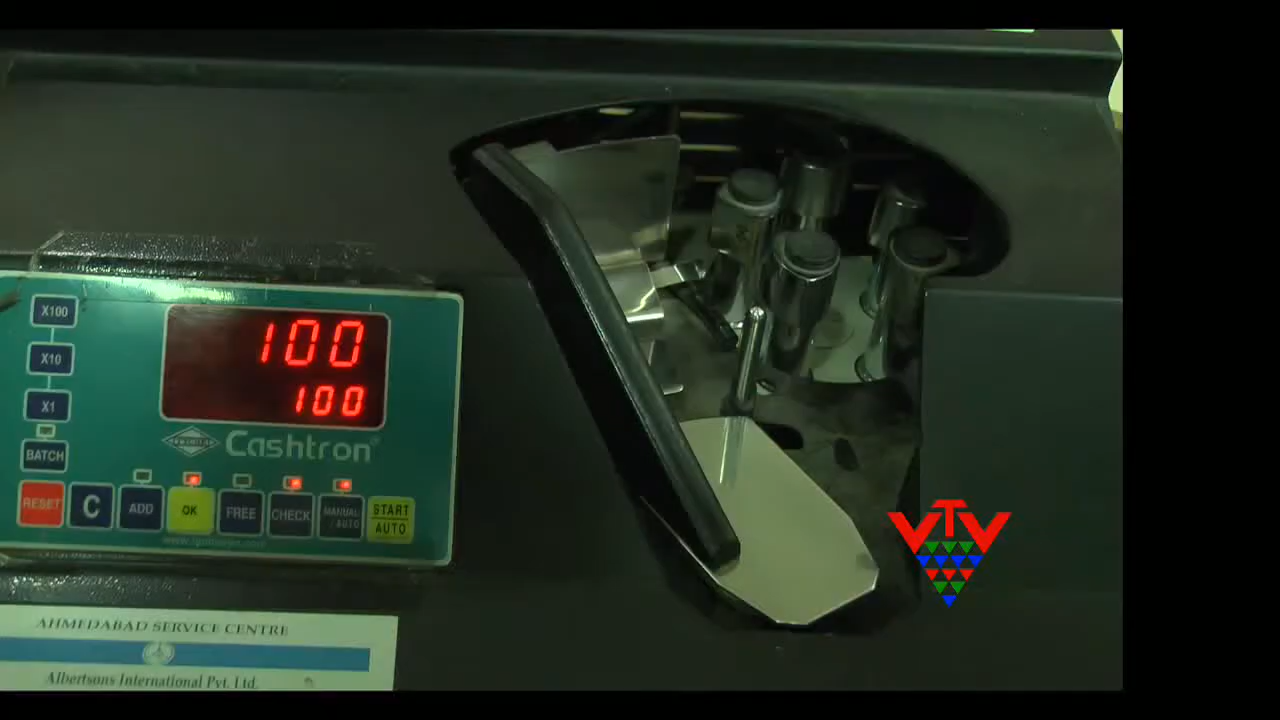 X100
X10
X1
BATCH
100
100
Cashtron®
RESET
C
ADD
OK
FREE
CHECK
MANUAL
/ AUTO
START
AUTO
VTV
AHMEDABAD SERVICE CENTRE
Albertsons International Pvt. Ltd.